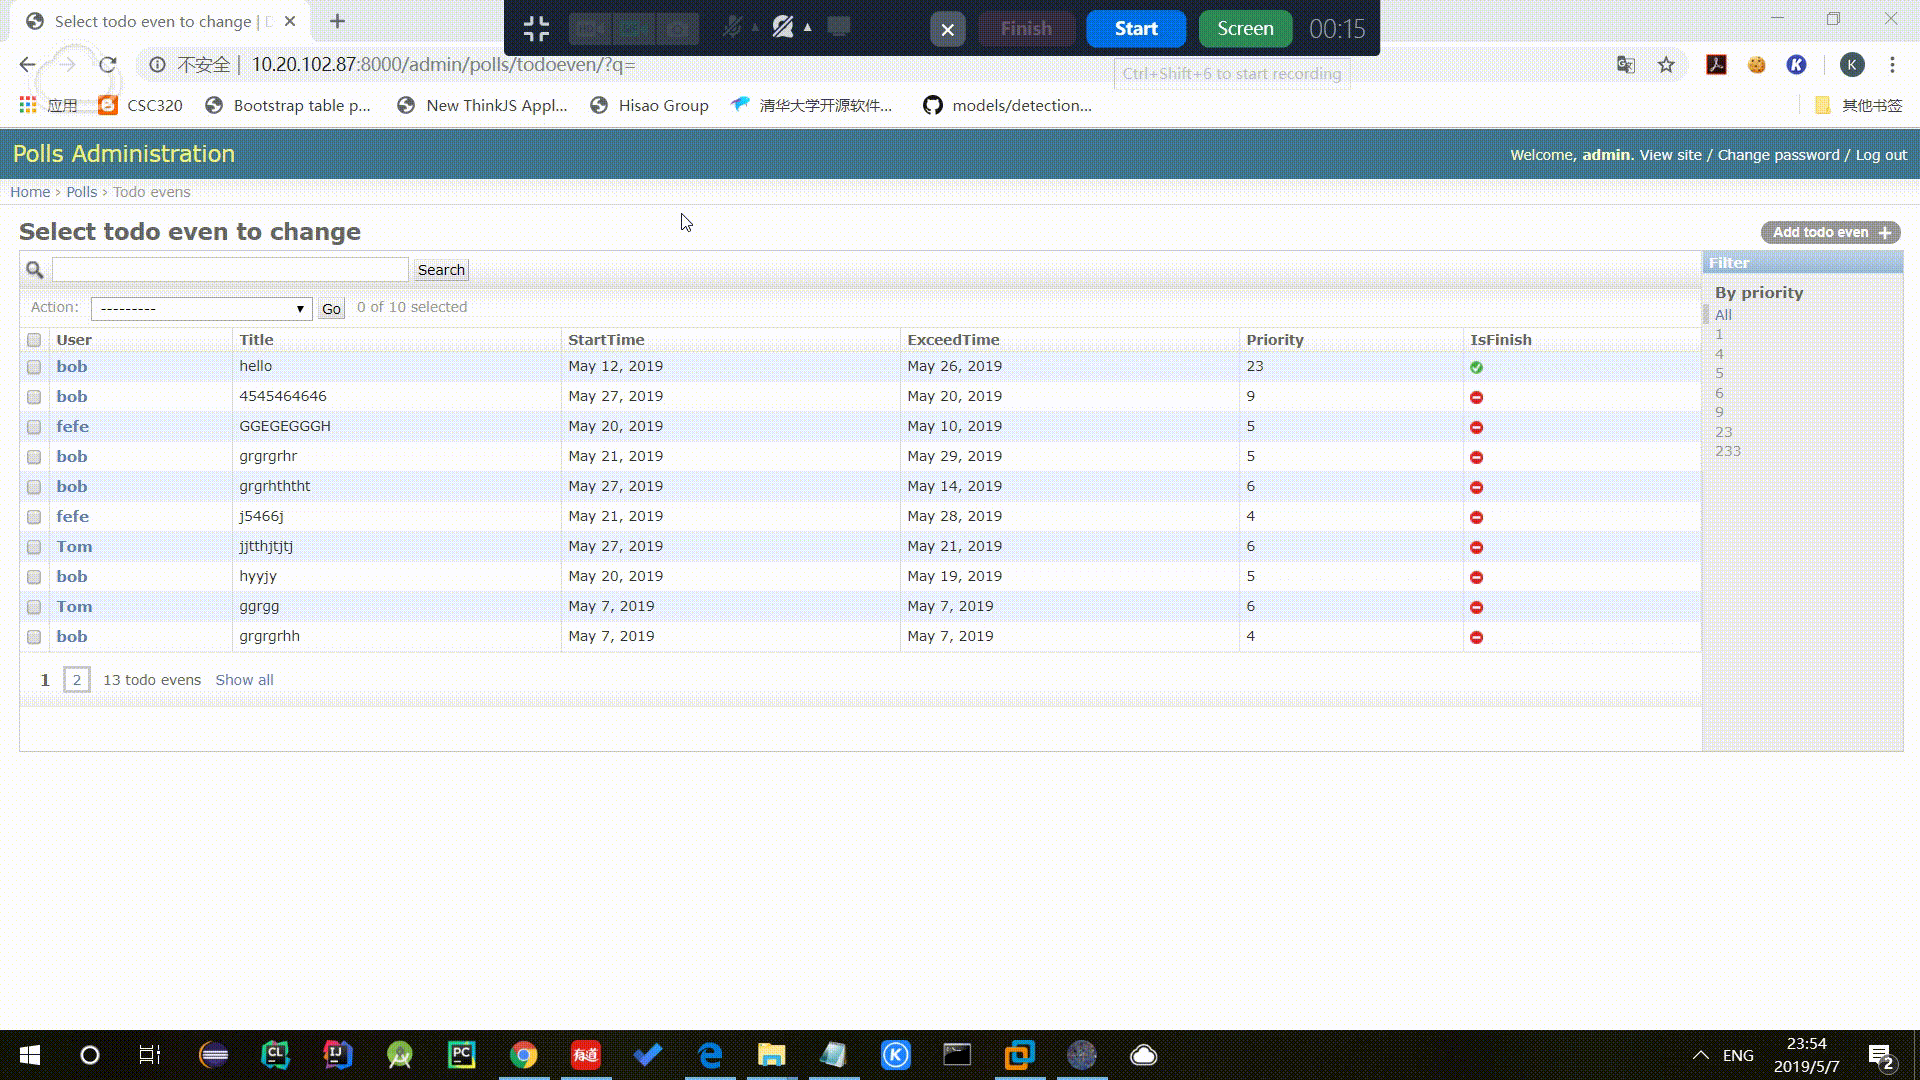 Select todo even to change | D
Finish
Start
Screen
00:15
不安全 | 10.20.102.87:8000/admin/polls/todoeven/?q=
Ctrl+Shift+6 to start recording
K
应用 CSC320 Bootstrap table p... New ThinkJS Appl... Hisao Group 清华大学开源软件... models/detection... 其他书签
Polls Administration
Welcome, admin. View site / Change password / Log out
Home › Polls › Todo evens
Select todo even to change
Add todo even +
Search
Filter
By priority
All
1
4
5
6
9
23
233
Action: --------- Go 0 of 10 selected
User Title StartTime ExceedTime Priority IsFinish
bob hello May 12, 2019 May 26, 2019 23
bob 4545464646 May 27, 2019 May 20, 2019 9
fefe GGEGEGGGH May 20, 2019 May 10, 2019 5
bob grgrgrhr May 21, 2019 May 29, 2019 5
bob grgrhththt May 27, 2019 May 14, 2019 6
fefe j5466j May 21, 2019 May 28, 2019 4
Tom jjtthjtjtj May 27, 2019 May 21, 2019 6
bob hyyjy May 20, 2019 May 19, 2019 5
Tom ggrgg May 7, 2019 May 7, 2019 6
bob grgrgrhh May 7, 2019 May 7, 2019 4
1 2 13 todo evens Show all
CL
IJ
PC
有道
K
ENG
23:54
2019/5/7
2